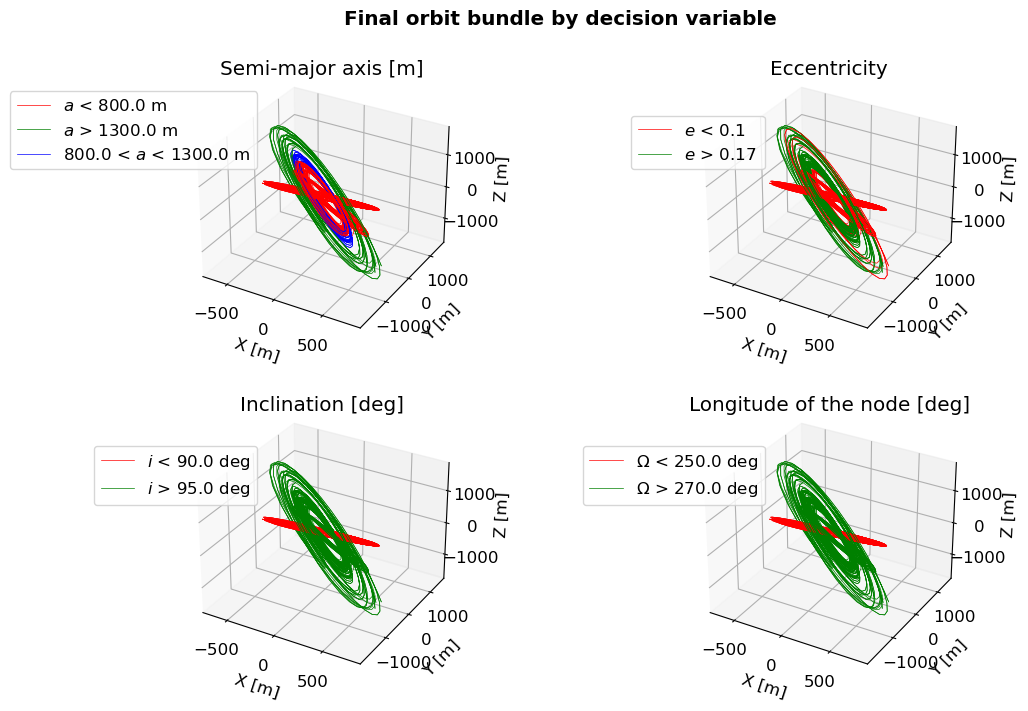 Final orbit bundle by decision variable
Semi-major axis [m]
a < 800.0 m
a > 1300.0 m
800.0 < a < 1300.0 m
1000
0
−1000
Z [m]
−500
0
500
X [m]
1000
0
−1000
Y [m]
Eccentricity
e < 0.1
e > 0.17
1000
0
−1000
Z [m]
−500
0
500
X [m]
1000
0
−1000
Y [m]
Inclination [deg]
i < 90.0 deg
i > 95.0 deg
1000
0
−1000
Z [m]
−500
0
500
X [m]
1000
0
−1000
Y [m]
Longitude of the node [deg]
Ω < 250.0 deg
Ω > 270.0 deg
1000
0
−1000
Z [m]
−500
0
500
X [m]
1000
0
−1000
Y [m]